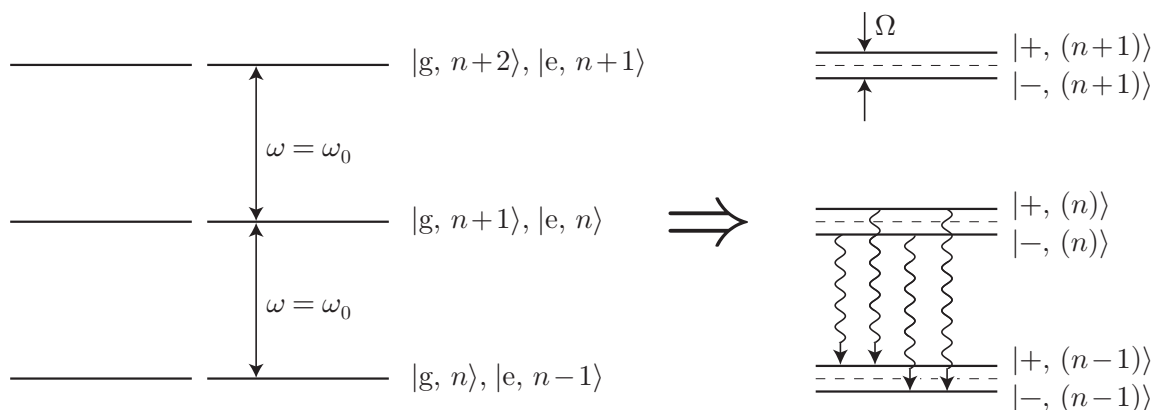 |g, n+2⟩, |e, n+1⟩
ω = ω₀
|g, n+1⟩, |e, n⟩
ω = ω₀
|g, n⟩, |e, n−1⟩
⇒
Ω
|+, (n+1)⟩
|−, (n+1)⟩
|+, (n)⟩
|−, (n)⟩
|+, (n−1)⟩
|−, (n−1)⟩